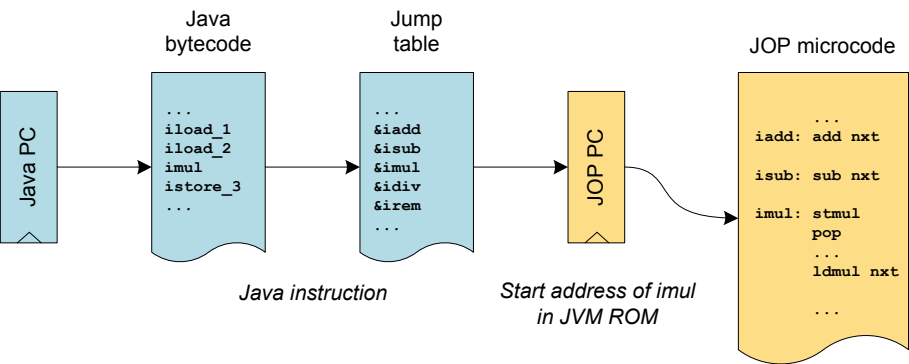 Java
bytecode
Jump
table
JOP microcode
Java PC
...
iload_1
iload_2
imul
istore_3
...
...
&iadd
&isub
&imul
&idiv
&irem
...
JOP PC
...
iadd: add nxt
isub: sub nxt
imul: stmul
pop
...
ldmul nxt
...
Java instruction
Start address of imul
in JVM ROM